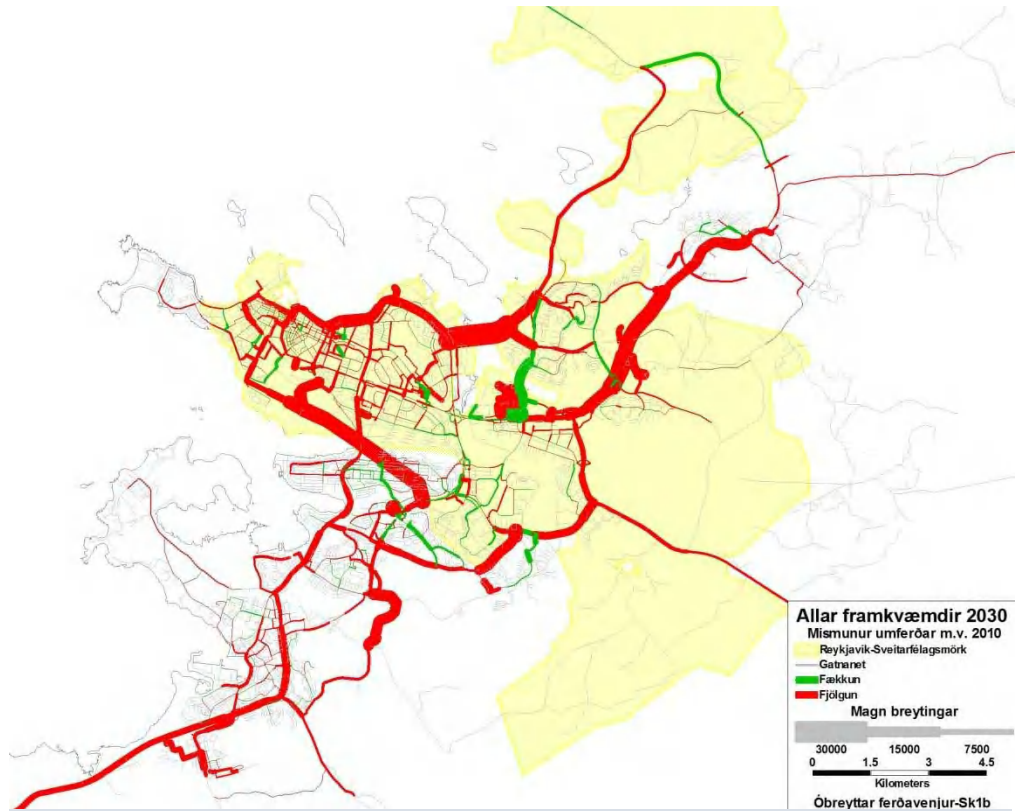 Allar framkvæmdir 2030
Mismunur umferðar m.v. 2010
Reykjavik-Sveitarfélagsmörk
Gatnanet
Fækkun
Fjölgun
Magn breytingar
30000 15000 7500
0 1.5 3 4.5
Kilometers
Óbreyttar ferðavenjur-Sk1b